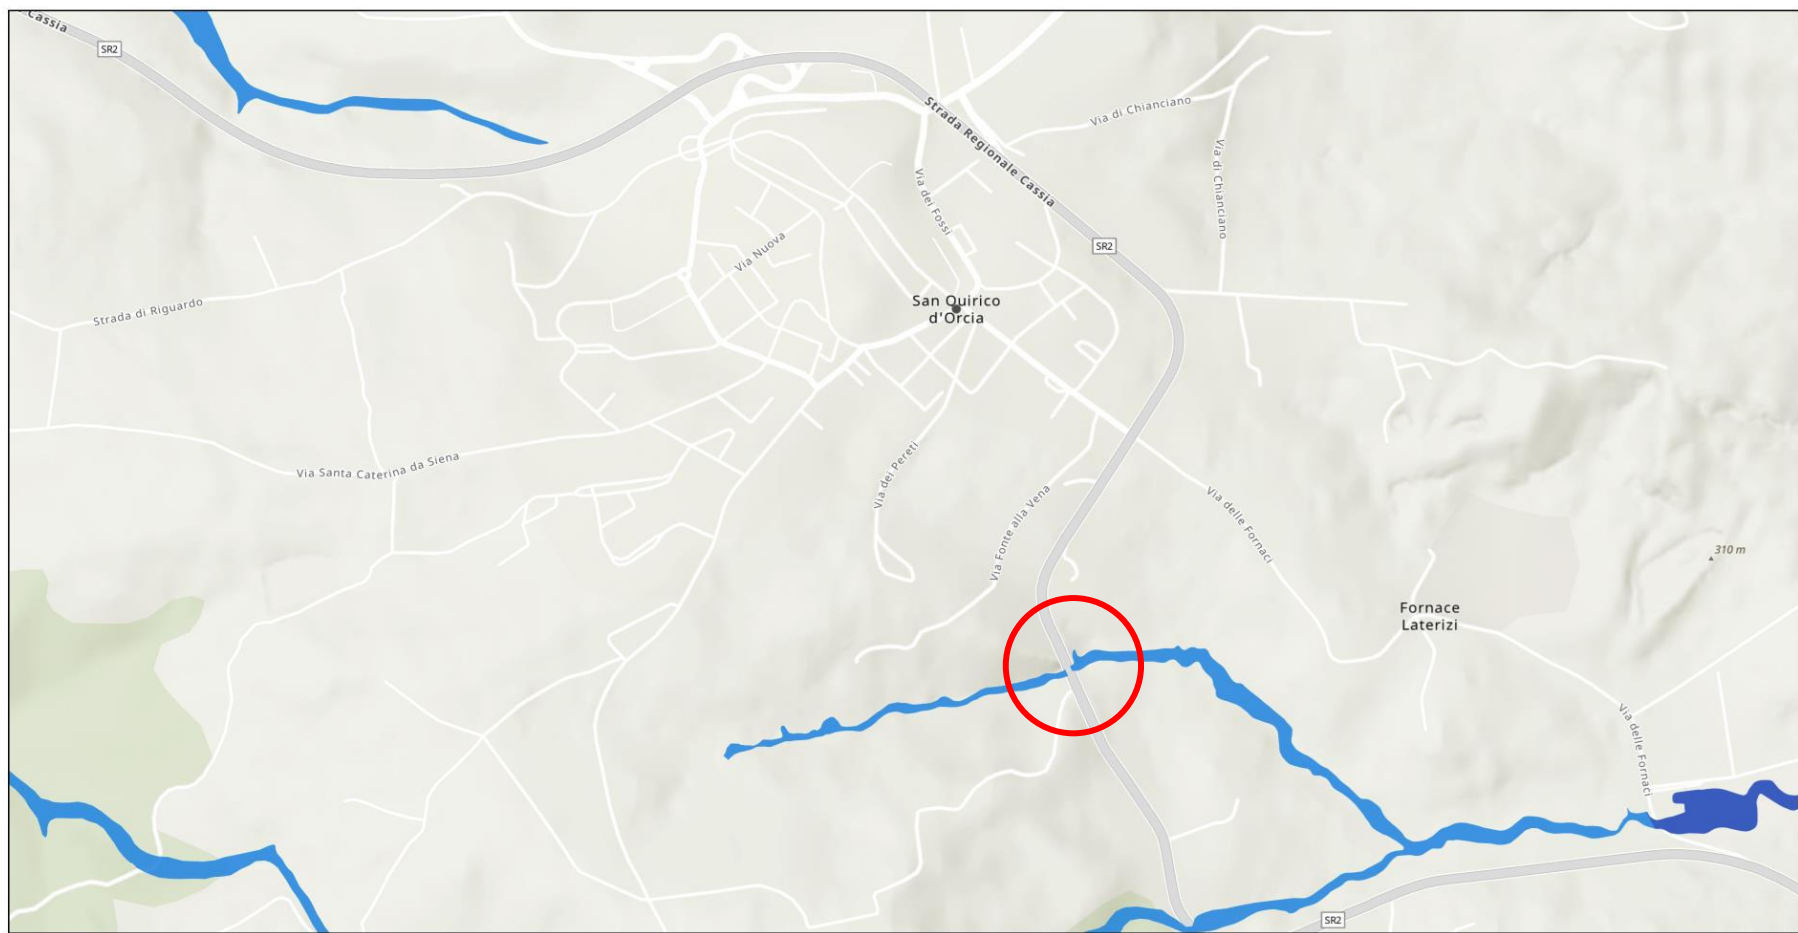 Cassia
SR2
Strada Regionale Cassia
Via di Chianciano
Via di Chianciano
Via dei Fossi
Via Nuova
SR2
San Quirico
d'Orcia
Strada di Riguardo
Via Santa Caterina da Siena
Via dei Pereti
Via Fonte alla Vena
Via delle Fornaci
310 m
Fornace
Laterizi
Via delle Fornaci
SR2